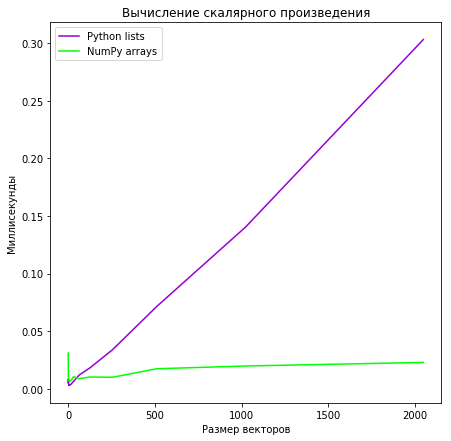 Вычисление скалярного произведения
Python lists
NumPy arrays
0.30
0.25
0.20
0.15
0.10
0.05
0.00
Миллисекунды
0 500 1000 1500 2000
Размер векторов